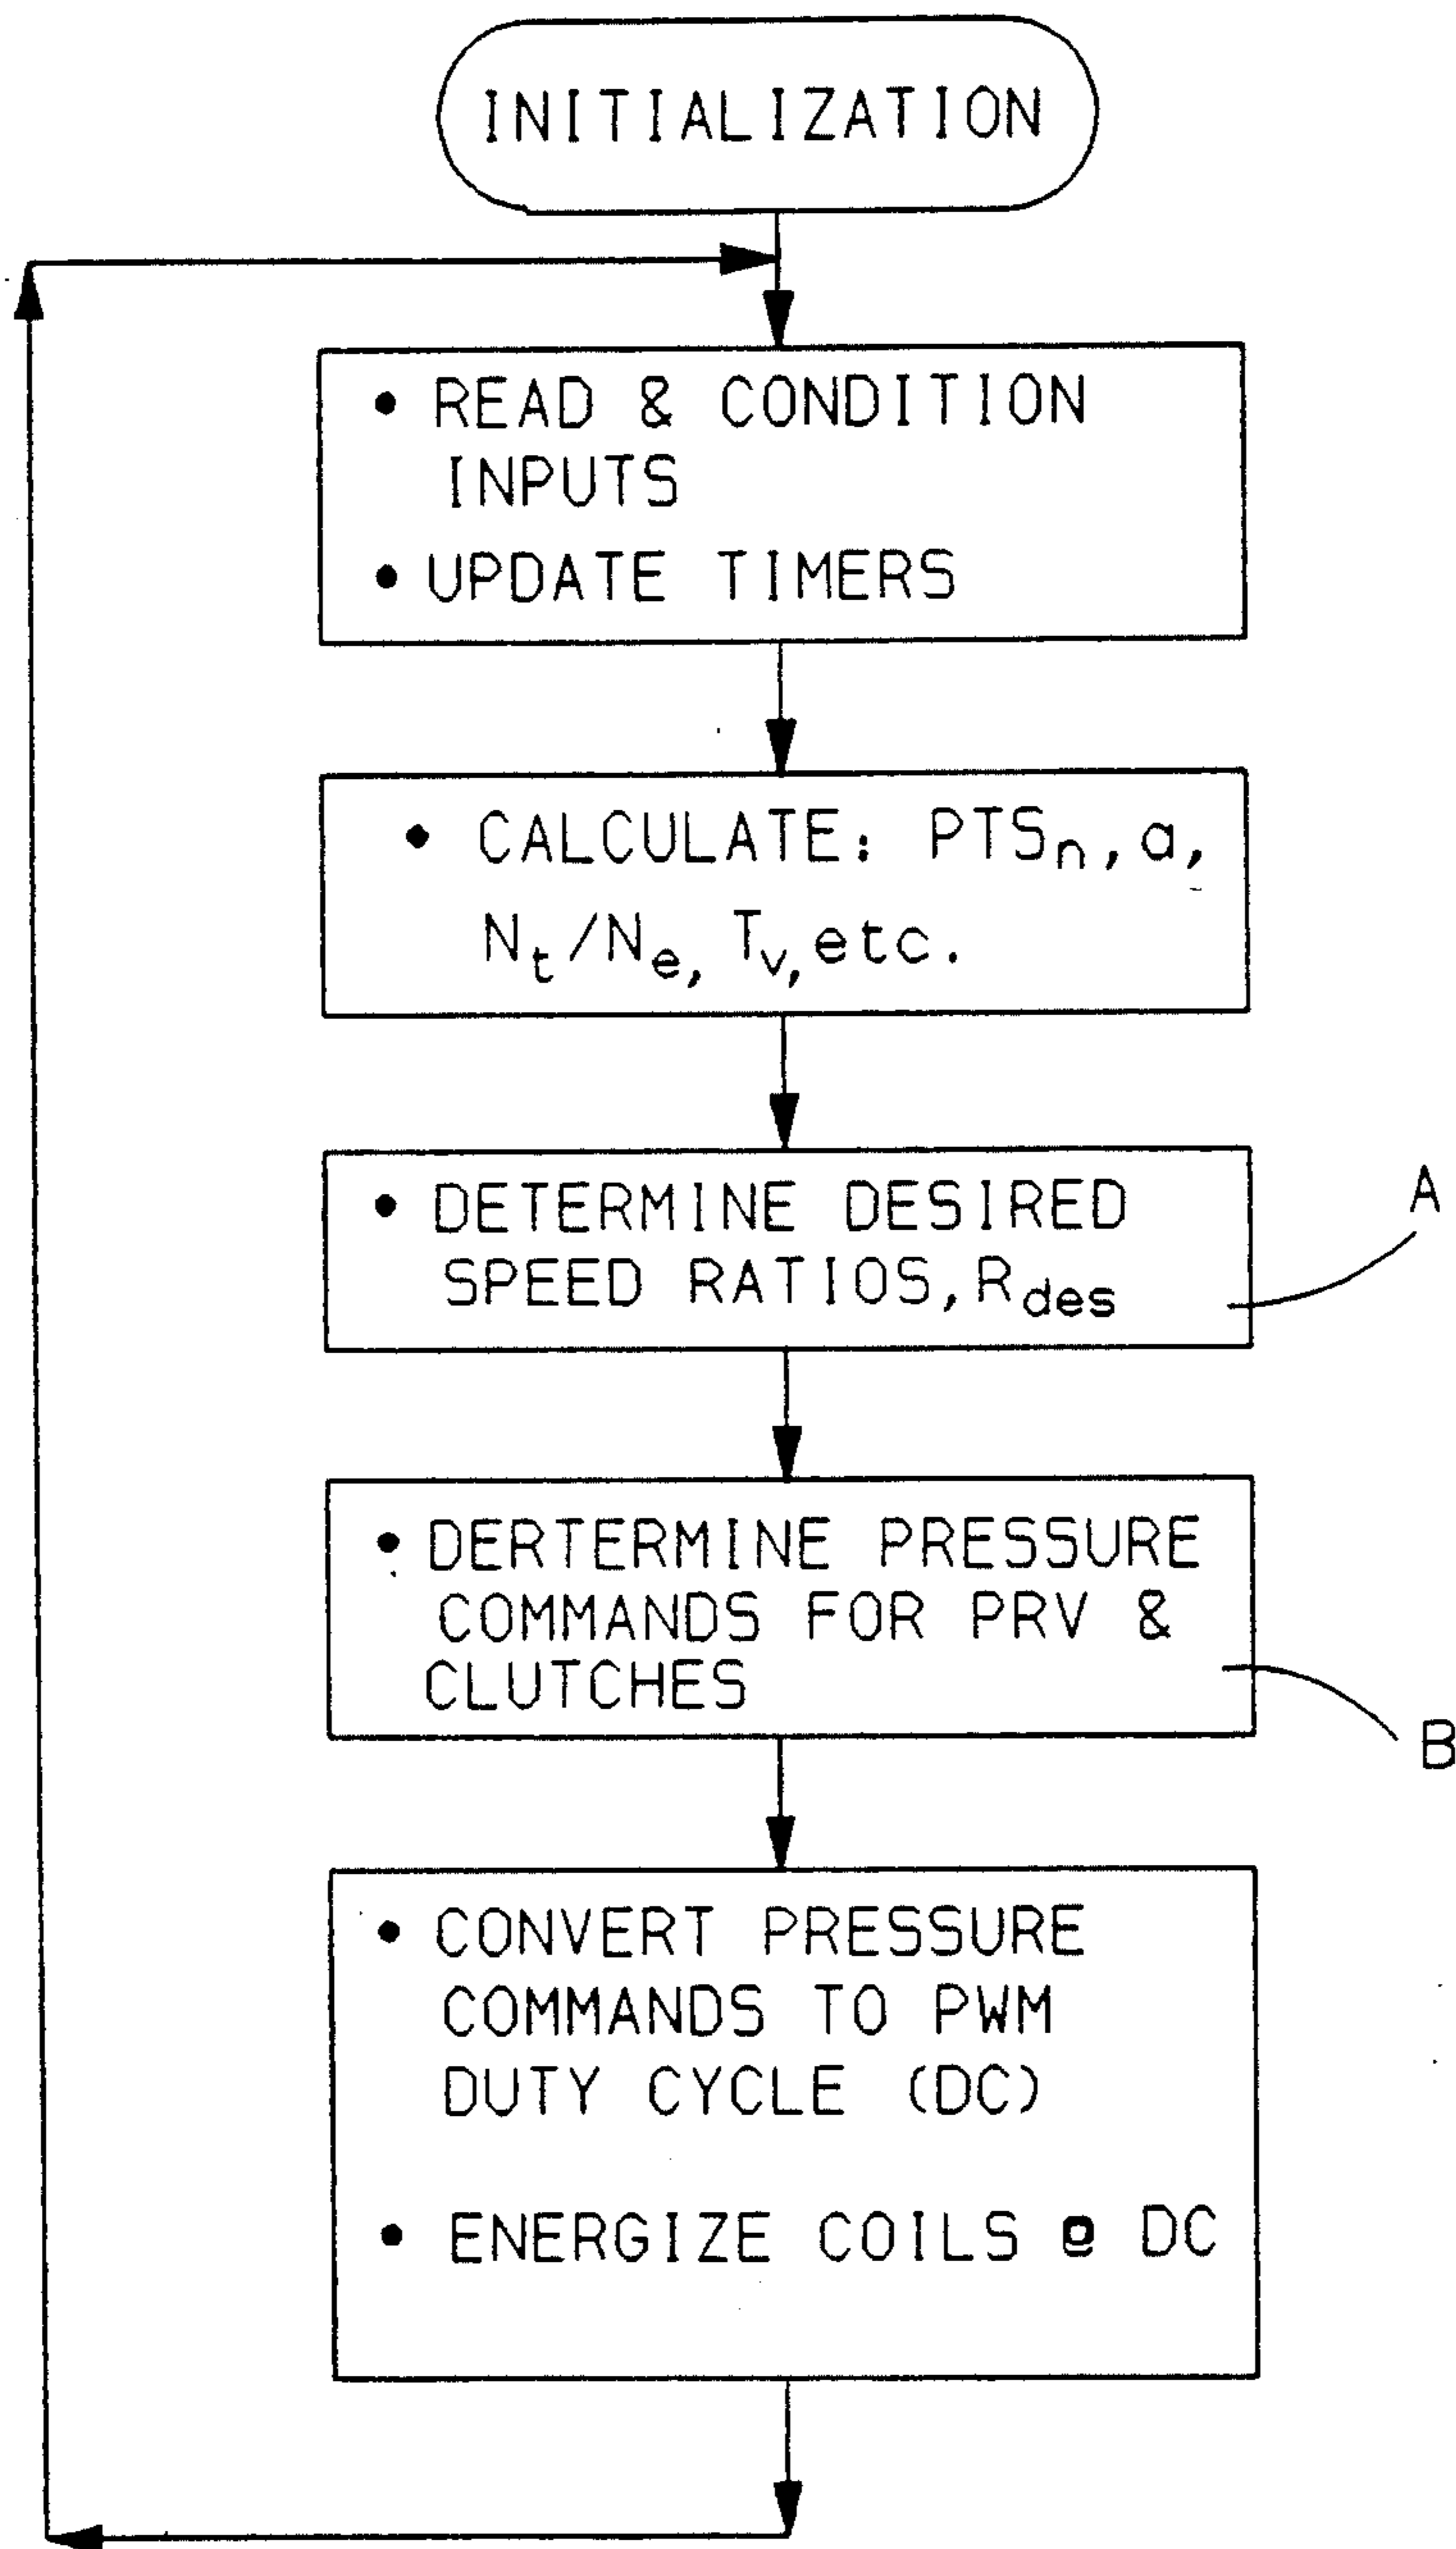 INITIALIZATION
• READ & CONDITION
INPUTS
• UPDATE TIMERS
• CALCULATE: PTSn, a,
Nt/Ne, Tv, etc.
• DETERMINE DESIRED
SPEED RATIOS, Rdes
A
• DERTERMINE PRESSURE
COMMANDS FOR PRV &
CLUTCHES
B
• CONVERT PRESSURE
COMMANDS TO PWM
DUTY CYCLE (DC)
• ENERGIZE COILS @ DC